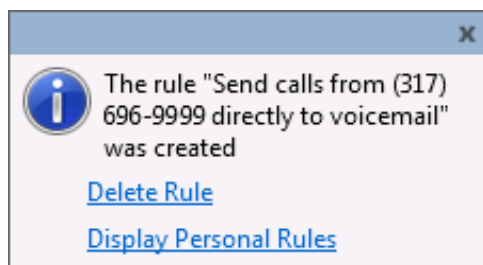 x
The rule "Send calls from (317)
696-9999 directly to voicemail"
was created
Delete Rule
Display Personal Rules